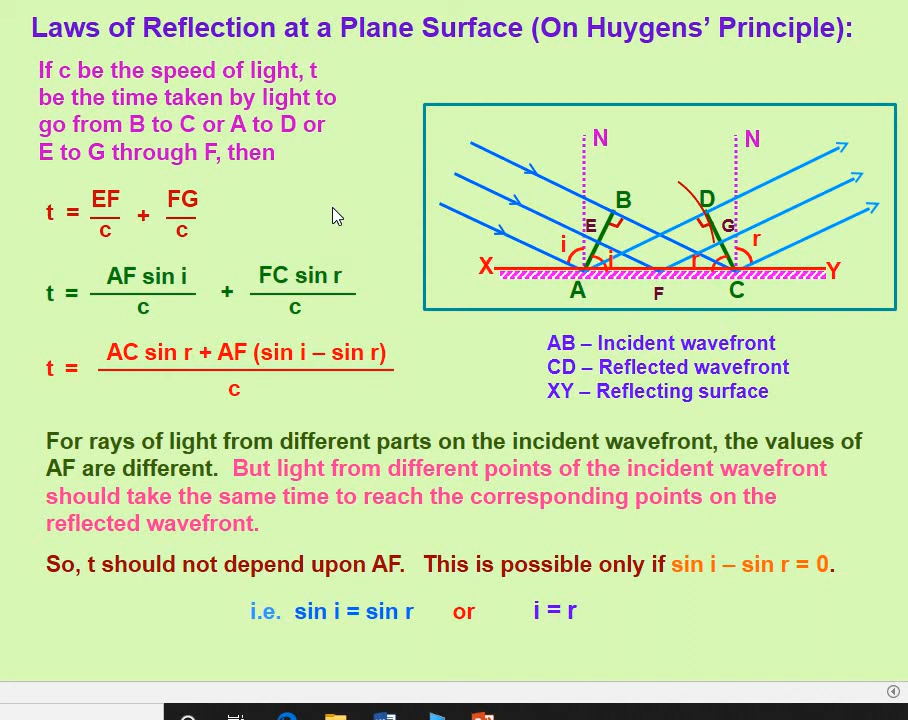 Laws of Reflection at a Plane Surface (On Huygens’ Principle):
If c be the speed of light, t
be the time taken by light to
go from B to C or A to D or
E to G through F, then
t = EF/c + FG/c
t = AF sin i/c + FC sin r/c
t = AC sin r + AF (sin i – sin r)/c
N N
B D
E G
i r
i r
X Y
A F C
AB – Incident wavefront
CD – Reflected wavefront
XY – Reflecting surface
For rays of light from different parts on the incident wavefront, the values of
AF are different. But light from different points of the incident wavefront
should take the same time to reach the corresponding points on the
reflected wavefront.
So, t should not depend upon AF. This is possible only if sin i – sin r = 0.
i.e. sin i = sin r or i = r